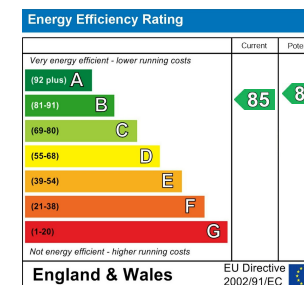 Energy Efficiency Rating
Current
Very energy efficient - lower running costs
(92 plus) A
(81-91) B
85
(69-80) C
(55-68) D
(39-54) E
(21-38) F
(1-20) G
Not energy efficient - higher running costs
England & Wales
EU Directive
2002/91/EC